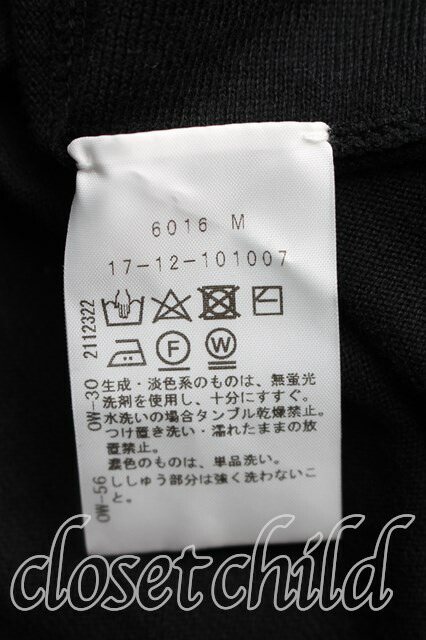 6016 M
17-12-101007
2112322
F
W
OW-30
生成・淡色系のものは、無蛍光
洗剤を使用し、十分にすすぐ。
水洗いの場合タンブル乾燥禁止。
つけ置き洗い・濡れたままの放
置禁止。
濃色のものは、単品洗い。
OW-56
ししゅう部分は強く洗わないこ
と。
closet child